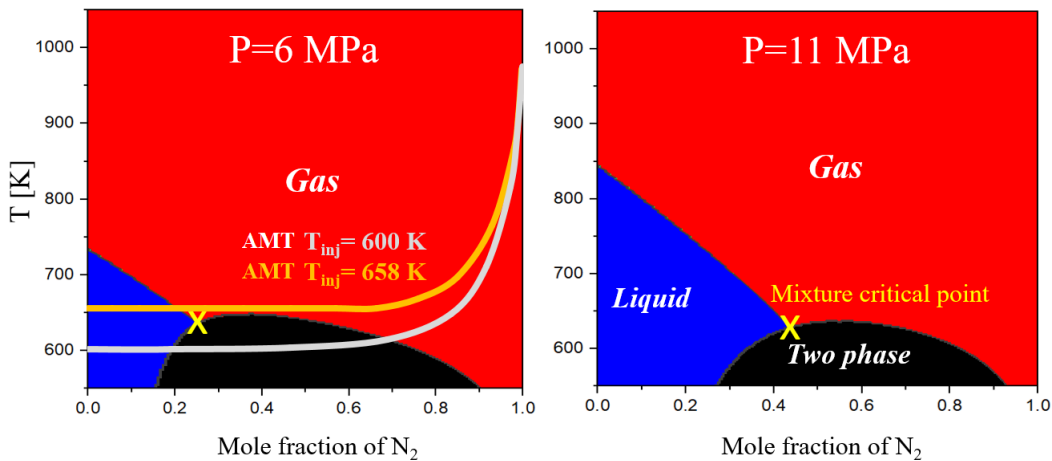 P=6 MPa
1000
900
800
700
600
T [K]
Gas
AMT T_inj= 600 K
AMT T_inj= 658 K
X
0.0 0.2 0.4 0.6 0.8 1.0
Mole fraction of N₂
P=11 MPa
1000
900
800
700
600
Gas
Liquid
Mixture critical point
X
Two phase
0.0 0.2 0.4 0.6 0.8 1.0
Mole fraction of N₂